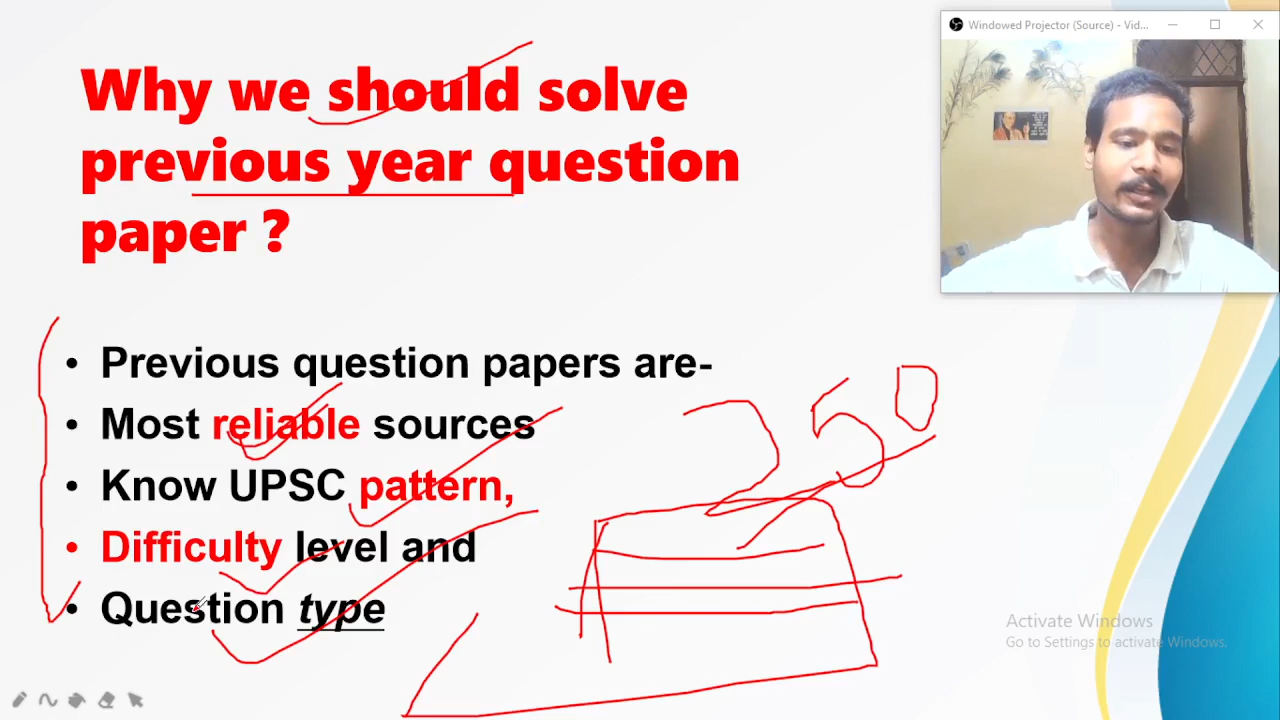 Windowed Projector (Source) - Vid...
Why we should solve
previous year question
paper ?
• Previous question papers are-
• Most reliable sources
• Know UPSC pattern,
• Difficulty level and
• Question type
250
Activate Windows
Go to Settings to activate Windows.